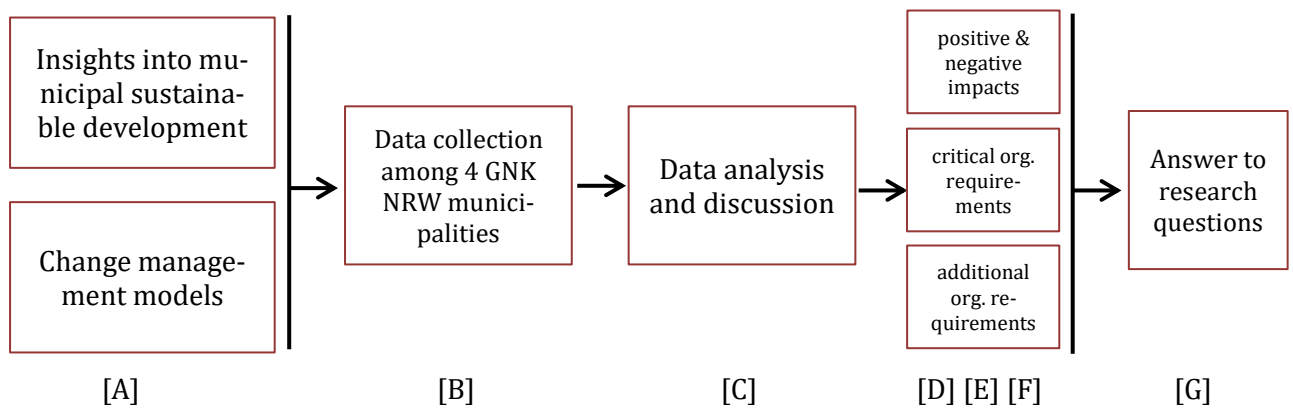 Insights into mu-
nicipal sustaina-
ble development
Change manage-
ment models
Data collection
among 4 GNK
NRW munici-
palities
Data analysis
and discussion
positive &
negative
impacts
critical org.
require-
ments
additional
org. re-
quirements
Answer to
research
questions
[A]
[B]
[C]
[D] [E] [F]
[G]